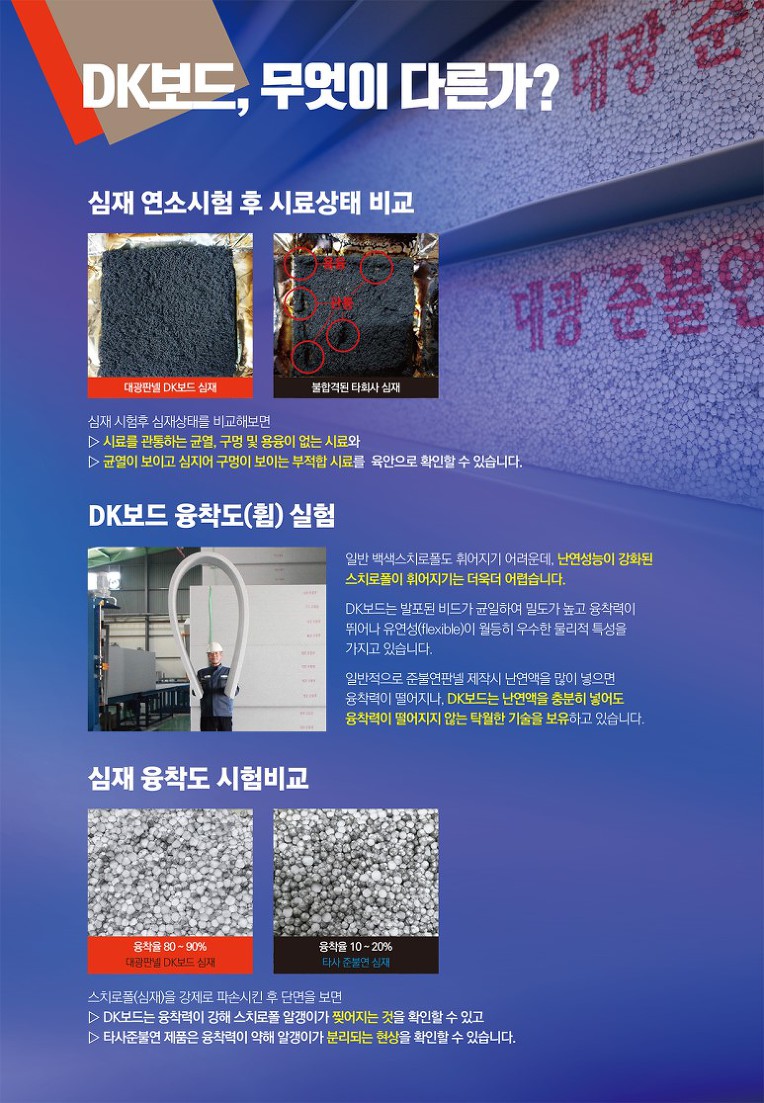 DK보드, 무엇이 다른가?
대광 준
대광 준불연
심재 연소시험 후 시료상태 비교
용융
관통
대광판넬 DK보드 심재
불합격된 타회사 심재
심재 시험후 심재상태를 비교해보면
▷ 시료를 관통하는 균열, 구멍 및 용융이 없는 시료와
▷ 균열이 보이고 심지어 구멍이 보이는 부적합 시료를 육안으로 확인할 수 있습니다.
DK보드 융착도(휨) 실험
일반 백색스치로폴도 휘어지기 어려운데, 난연성능이 강화된
스치로폴이 휘어지기는 더욱더 어렵습니다.
DK보드는 발포된 비드가 균일하여 밀도가 높고 융착력이
뛰어나 유연성(flexible)이 월등히 우수한 물리적 특성을
가지고 있습니다.
일반적으로 준불연판넬 제작시 난연액을 많이 넣으면
융착력이 떨어지나, DK보드는 난연액을 충분히 넣어도
융착력이 떨어지지 않는 탁월한 기술을 보유하고 있습니다.
심재 융착도 시험비교
융착율 80 ~ 90%
대광판넬 DK보드 심재
융착율 10 ~ 20%
타사 준불연 심재
스치로폴(심재)을 강제로 파손시킨 후 단면을 보면
▷ DK보드는 융착력이 강해 스치로폴 알갱이가 찢어지는 것을 확인할 수 있고
▷ 타사준불연 제품은 융착력이 약해 알갱이가 분리되는 현상을 확인할 수 있습니다.